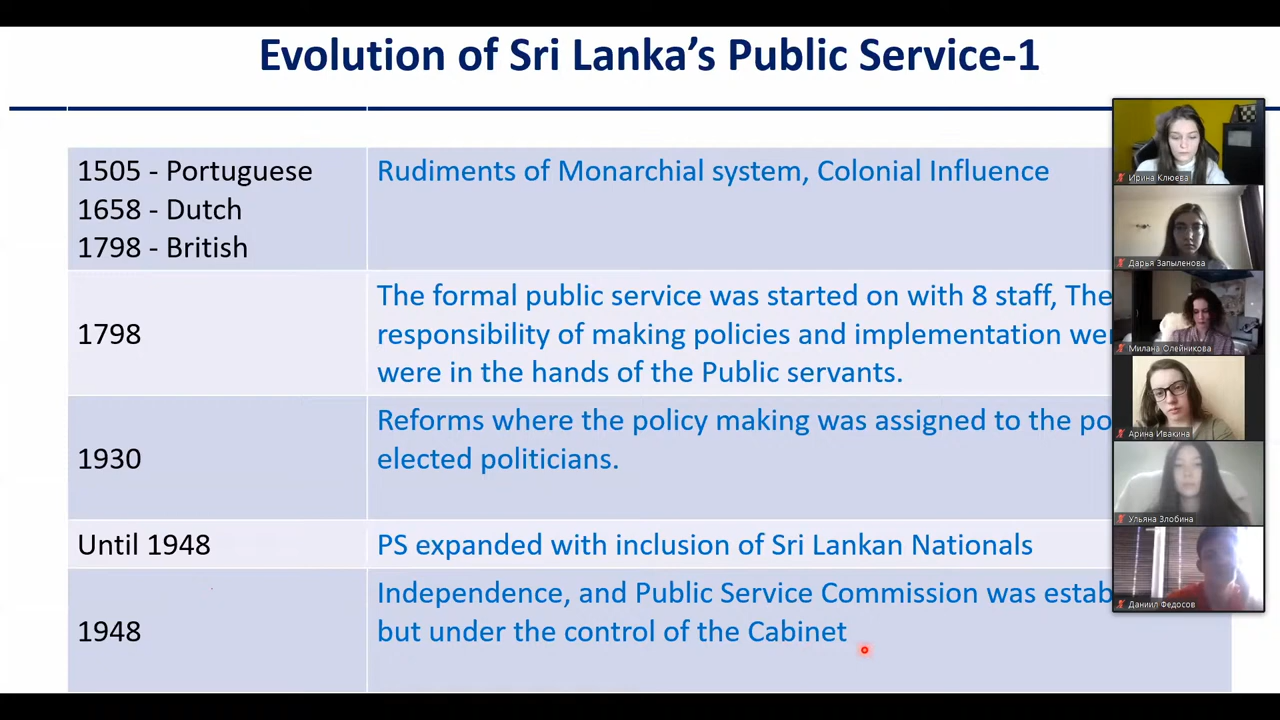 Evolution of Sri Lanka’s Public Service-1
1505 - Portuguese
1658 - Dutch
1798 - British
Rudiments of Monarchial system, Colonial Influence
1798
The formal public service was started on with 8 staff, The
responsibility of making policies and implementation
were in the hands of the Public servants.
1930
Reforms where the policy making was assigned to the
elected politicians.
Until 1948
PS expanded with inclusion of Sri Lankan Nationals
1948
Independence, and Public Service Commission was
but under the control of the Cabinet
Ирина Клюева
Дарья Запыленова
Милана Олейникова
Арина Ивакина
Ульяна Злобина
Даниил Федосов